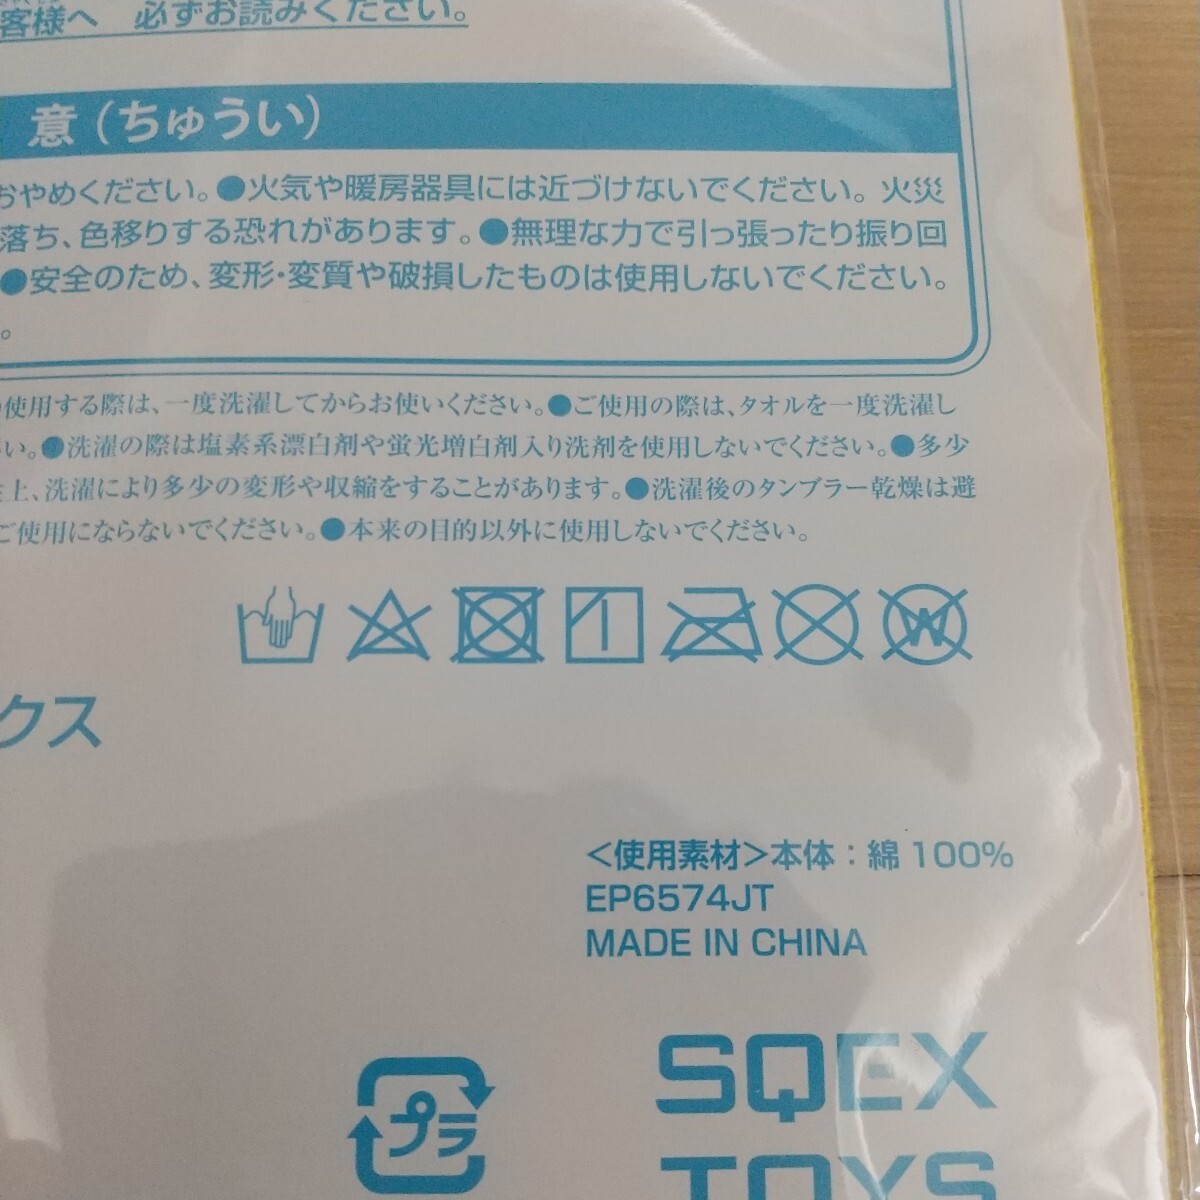 客様へ 必ずお読みください。
意(ちゅうい)
おやめください。●火気や暖房器具には近づけないでください。火災
落ち、色移りする恐れがあります。●無理な力で引っ張ったり振り回
●安全のため、変形・変質や破損したものは使用しないでください。
。
使用する際は、一度洗濯してからお使いください。●ご使用の際は、タオルを一度洗濯し
い。●洗濯の際は塩素系漂白剤や蛍光増白剤入り洗剤を使用しないでください。●多少
上、洗濯により多少の変形や収縮をすることがあります。●洗濯後のタンブラー乾燥は避
ご使用にならないでください。●本来の目的以外に使用しないでください。
W
クス
<使用素材>本体：綿100%
EP6574JT
MADE IN CHINA
プラ
SQEX
TOYS